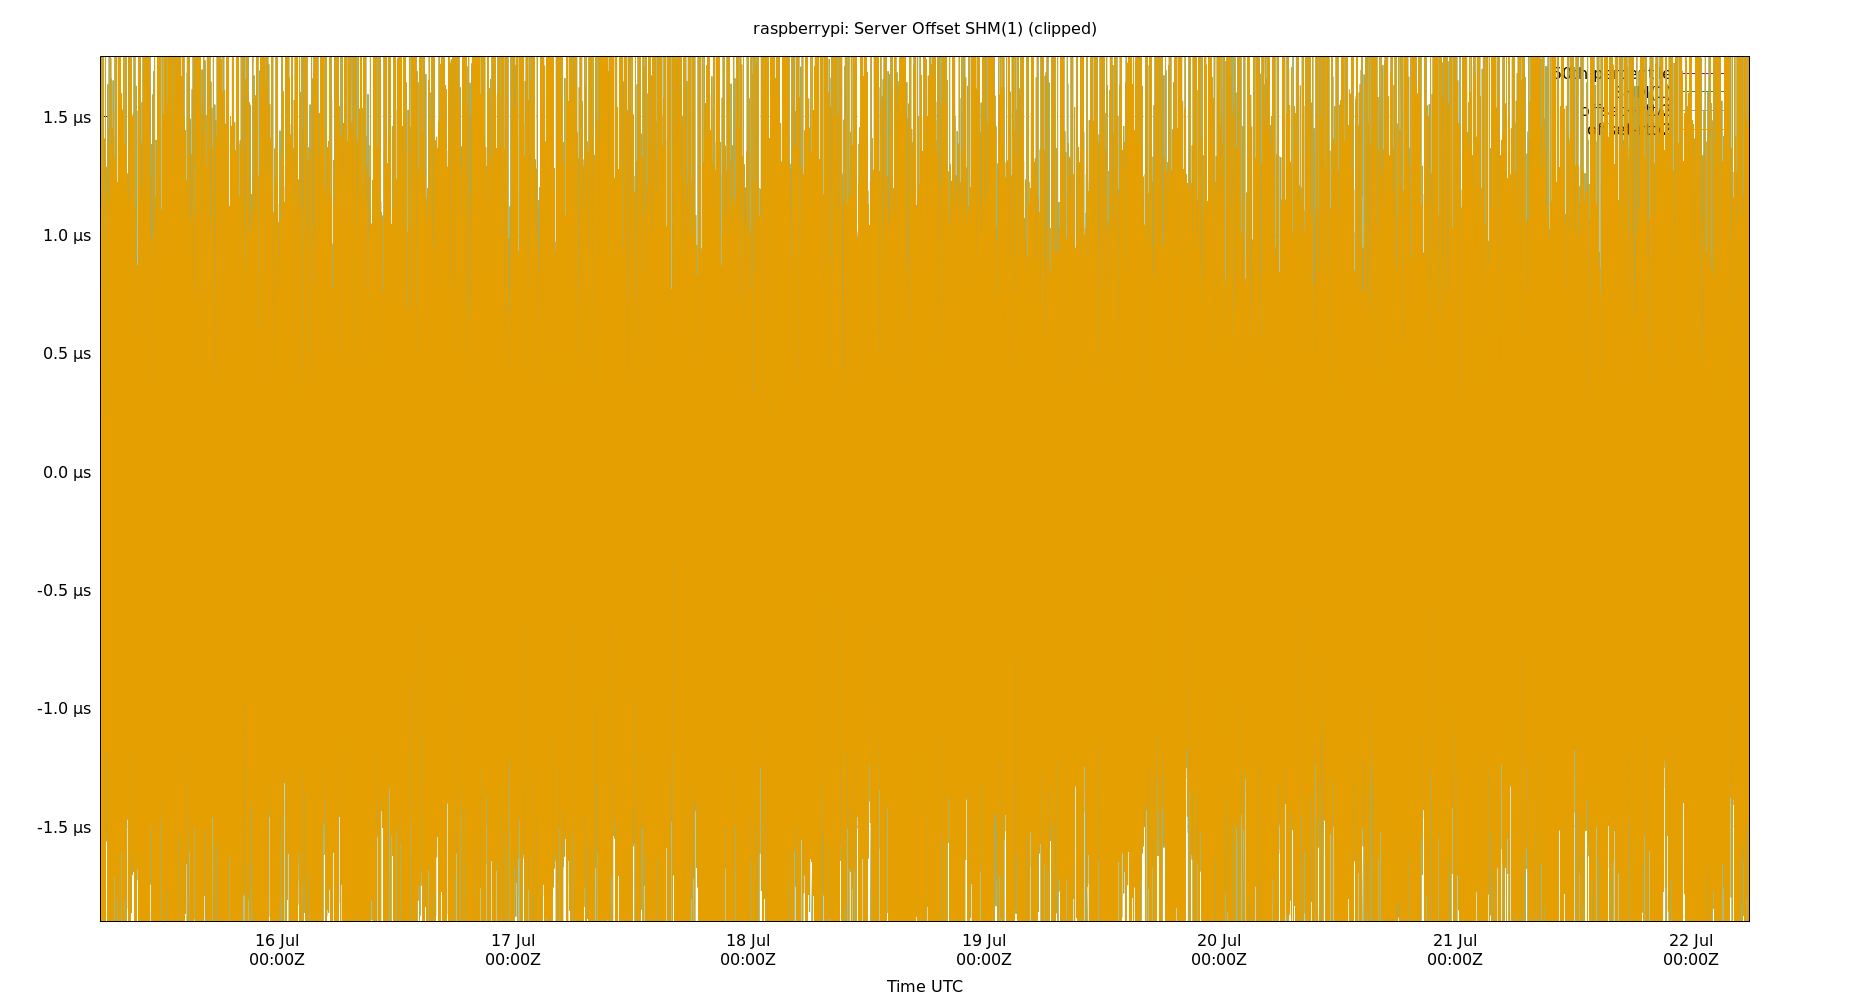 raspberrypi: Server Offset SHM(1) (clipped)
1.5 µs
1.0 µs
0.5 µs
0.0 µs
-0.5 µs
-1.0 µs
-1.5 µs
16 Jul 17 Jul 18 Jul 19 Jul 20 Jul 21 Jul 22 Jul
00:00Z 00:00Z 00:00Z 00:00Z 00:00Z 00:00Z 00:00Z
Time UTC